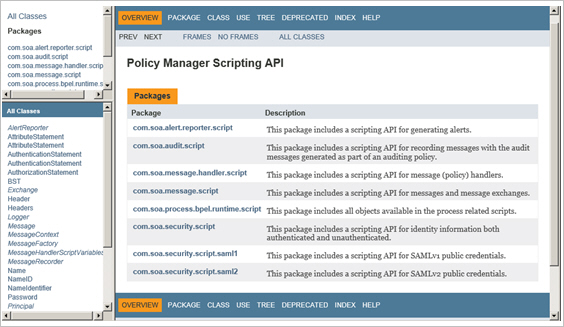 All Classes
Packages
com.soa.alert.reporter.script
com.soa.audit.script
com.soa.message.handler.script
com.soa.message.script
com.soa.process.bpel.runtime.script
All Classes
AlertReporter
AttributeStatement
AttributeStatement
AuthenticationStatement
AuthenticationStatement
AuthorizationStatement
BST
Exchange
Header
Headers
Logger
Message
MessageContext
MessageFactory
MessageHandlerScriptVariables
MessageRecorder
Name
NameID
NameIdentifier
Password
Principal
OVERVIEW PACKAGE CLASS USE TREE DEPRECATED INDEX HELP
PREV NEXT FRAMES NO FRAMES ALL CLASSES
Policy Manager Scripting API
Packages
Package Description
com.soa.alert.reporter.script This package includes a scripting API for generating alerts.
com.soa.audit.script This package includes a scripting API for recording messages with the audit
messages generated as part of an auditing policy.
com.soa.message.handler.script This package includes a scripting API for message (policy) handlers.
com.soa.message.script This package includes a scripting API for messages and message exchanges.
com.soa.process.bpel.runtime.script This package includes all objects available in the process related scripts.
com.soa.security.script This package includes a scripting API for identity information both
authenticated and unauthenticated.
com.soa.security.script.saml1 This package includes a scripting API for SAMLv1 public credentials.
com.soa.security.script.saml2 This package includes a scripting API for SAMLv2 public credentials.
OVERVIEW PACKAGE CLASS USE TREE DEPRECATED INDEX HELP